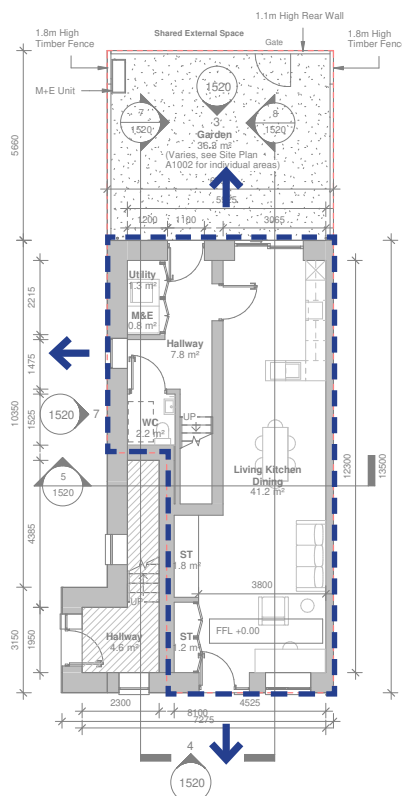 1.1m High Rear Wall
1.8m High
Timber Fence
Shared External Space
Gate
1.8m High
Timber Fence
M+E Unit
1520
7
1520
3
8
1520
Garden
36.3 m²
(Varies, see Site Plan
A1002 for individual areas)
5660
1200
1100
3065
Utility
1.3 m²
M&E
0.8 m²
Hallway
7.8 m²
2215
1475
1525
10350
1520
7
WC
2.2 m²
UP
5
1520
Living Kitchen
Dining
41.2 m²
12300
13500
4385
ST
1.8 m²
3800
UP
Hallway
4.6 m²
ST
1.2 m²
FFL +0.00
3150
1950
2300
4525
8100
7275
4
1520